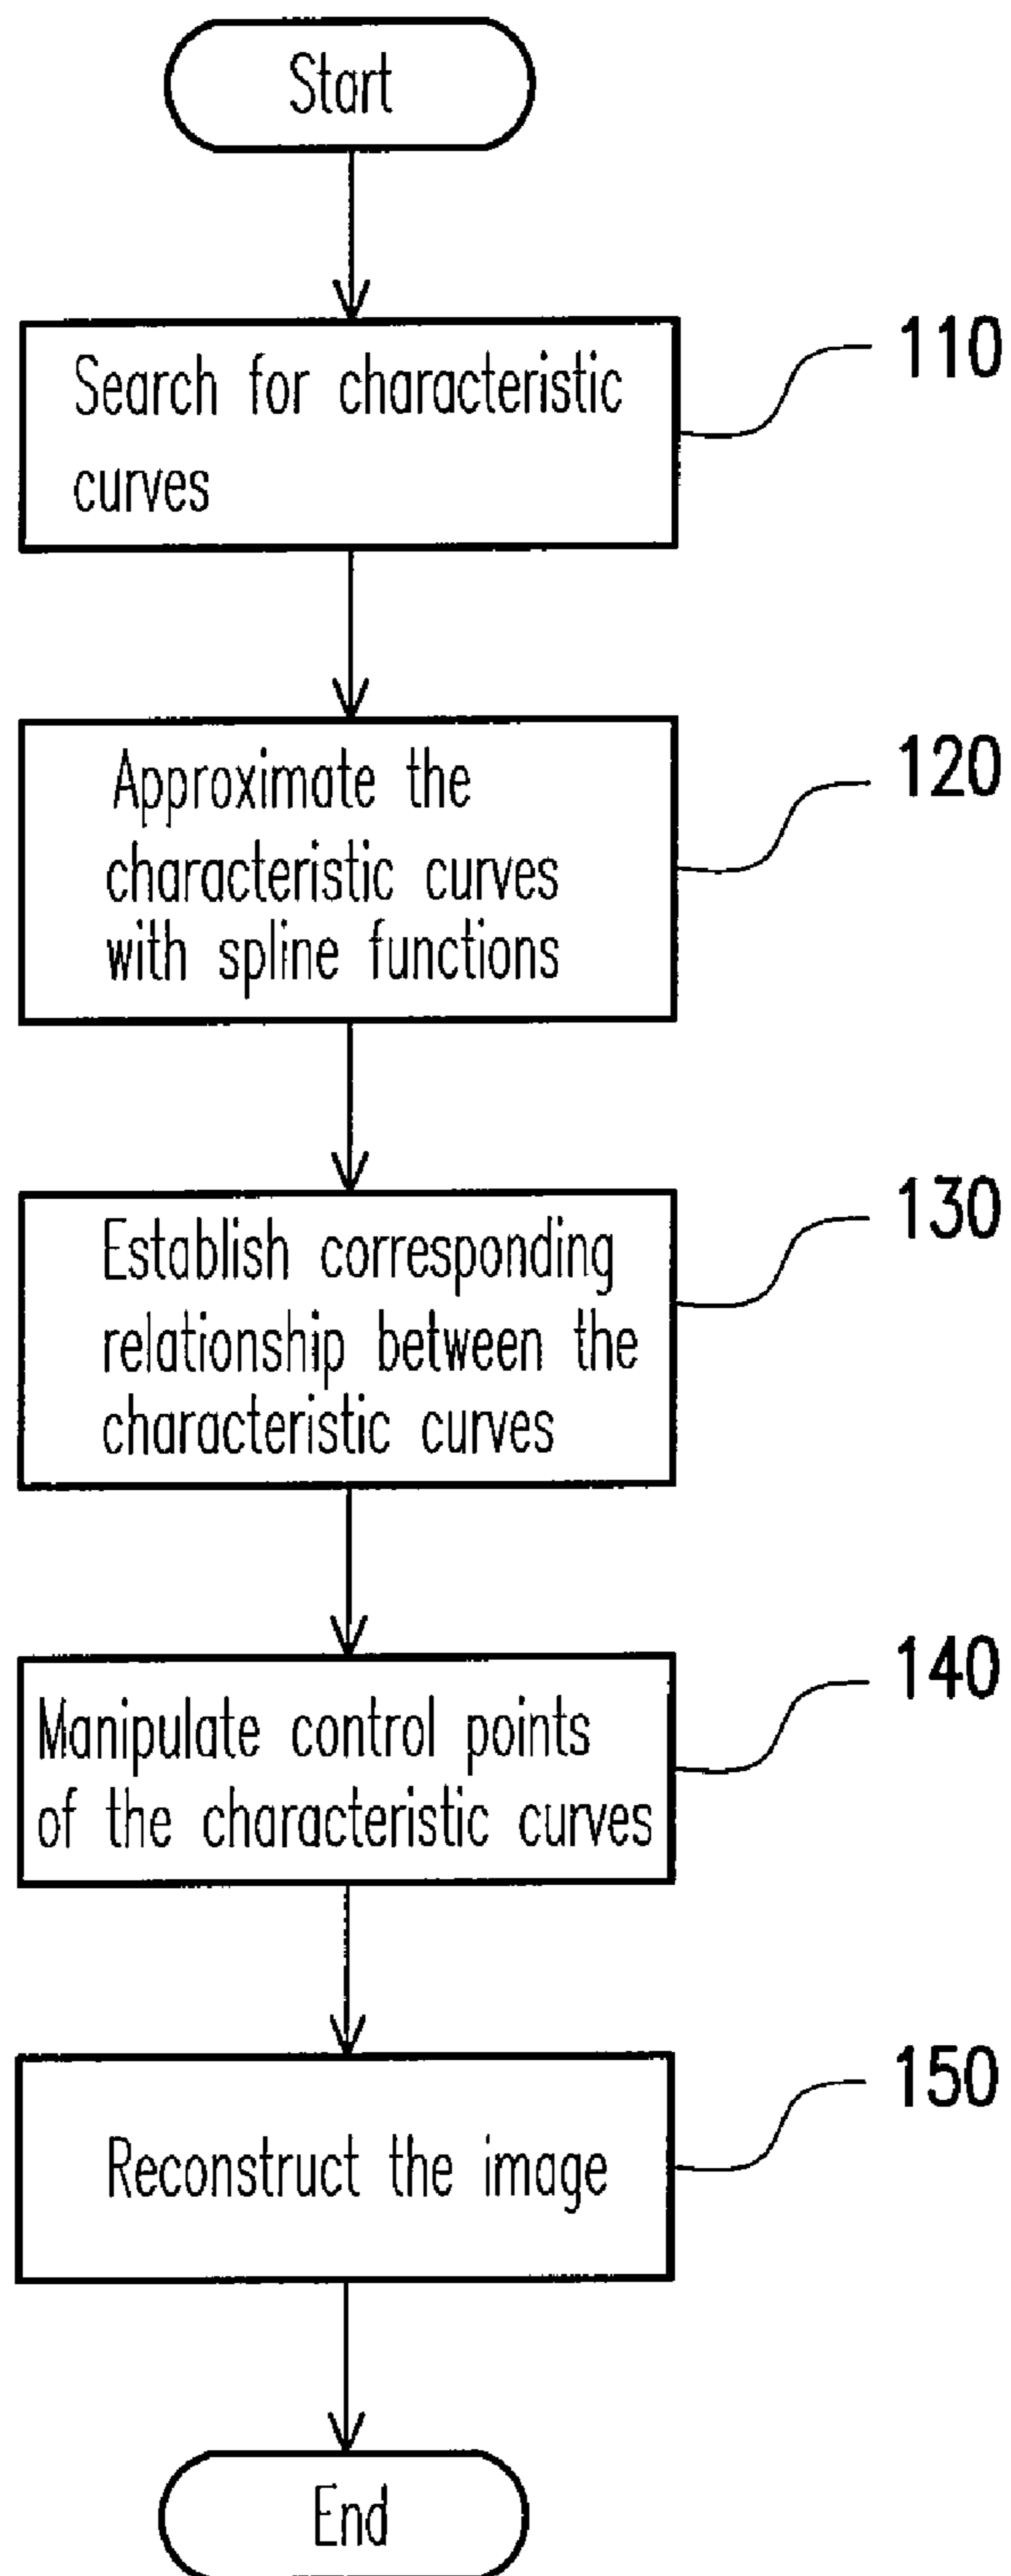 Start
Search for characteristic
curves
110
Approximate the
characteristic curves
with spline functions
120
Establish corresponding
relationship between the
characteristic curves
130
Manipulate control points
of the characteristic curves
140
Reconstruct the image
150
End